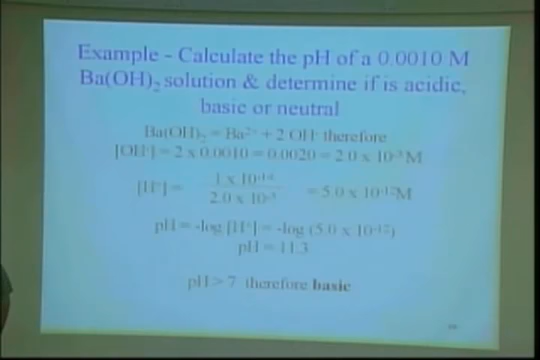 Example - Calculate the pH of a 0.0010 M
Ba(OH)₂ solution & determine if is acidic,
basic or neutral
Ba(OH)₂ = Ba²⁺ + 2 OH⁻ therefore
[OH⁻] = 2 x 0.0010 = 0.0020 = 2.0 x 10⁻³ M
[H⁺] = 1 x 10⁻¹⁴ / 2.0 x 10⁻³ = 5.0 x 10⁻¹² M
pH = -log [H⁺] = -log (5.0 x 10⁻¹²)
pH = 11.3
pH > 7 therefore basic